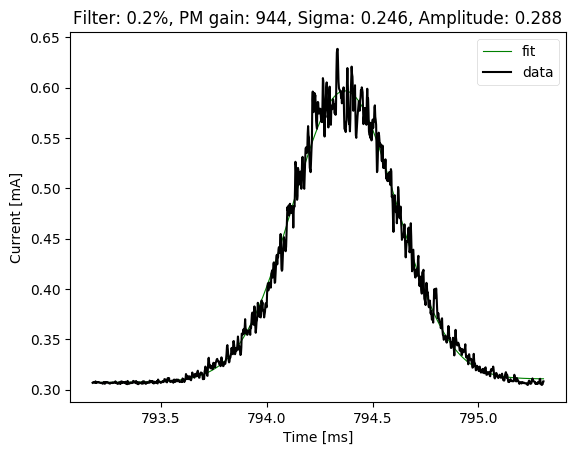 Filter: 0.2%, PM gain: 944, Sigma: 0.246, Amplitude: 0.288
fit
data
0.65
0.60
0.55
0.50
0.45
0.40
0.35
0.30
Current [mA]
793.5 794.0 794.5 795.0
Time [ms]